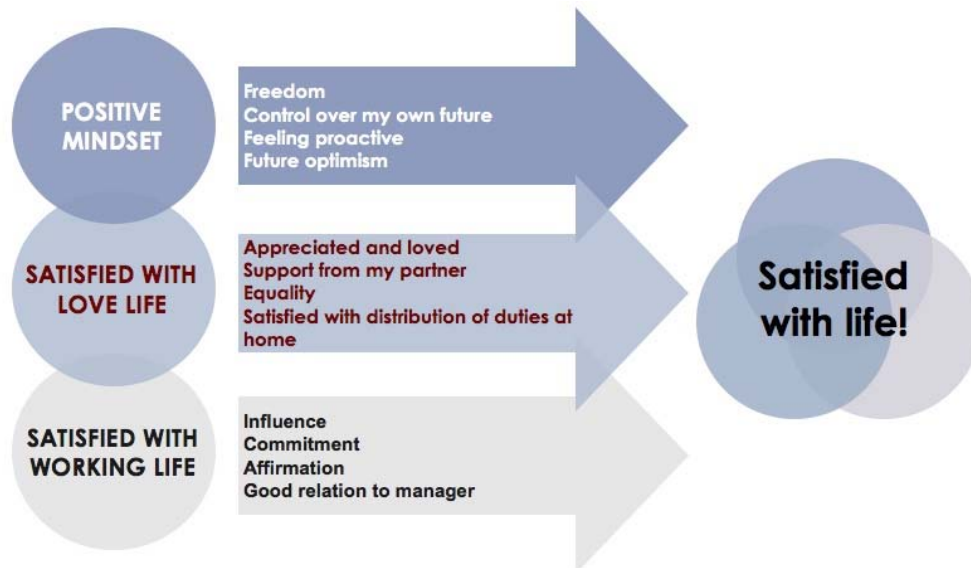 POSITIVE
MINDSET
Freedom
Control over my own future
Feeling proactive
Future optimism
SATISFIED WITH
LOVE LIFE
Appreciated and loved
Support from my partner
Equality
Satisfied with distribution of duties at
home
SATISFIED WITH
WORKING LIFE
Influence
Commitment
Affirmation
Good relation to manager
Satisfied
with life!